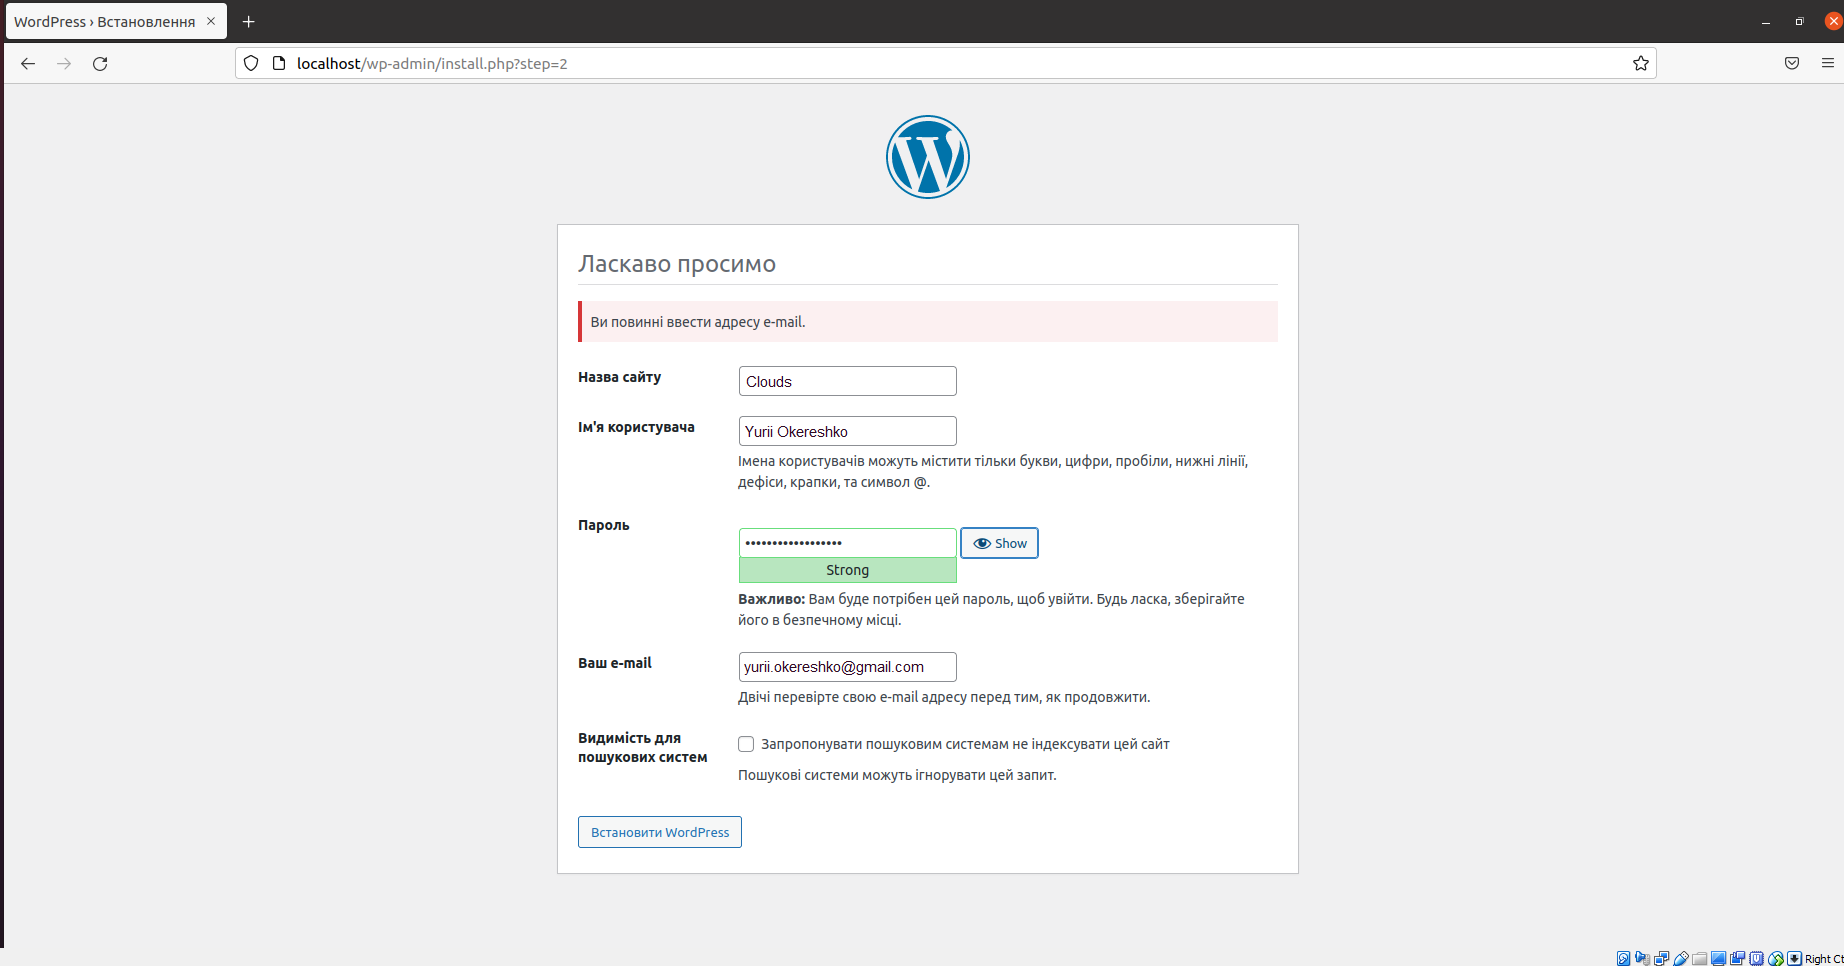 WordPress › Встановлення
localhost/wp-admin/install.php?step=2
Ласкаво просимо
Ви повинні ввести адресу e-mail.
Назва сайту
Clouds
Ім'я користувача
Yurii Okereshko
Імена користувачів можуть містити тільки букви, цифри, пробіли, нижні лінії,
дефіси, крапки, та символ @.
Пароль
••••••••••••••••••
Show
Strong
Важливо: Вам буде потрібен цей пароль, щоб увійти. Будь ласка, зберігайте
його в безпечному місці.
Ваш e-mail
yurii.okereshko@gmail.com
Двічі перевірте свою e-mail адресу перед тим, як продовжити.
Видимість для
пошукових систем
Запропонувати пошуковим системам не індексувати цей сайт
Пошукові системи можуть ігнорувати цей запит.
Встановити WordPress
Right Ct